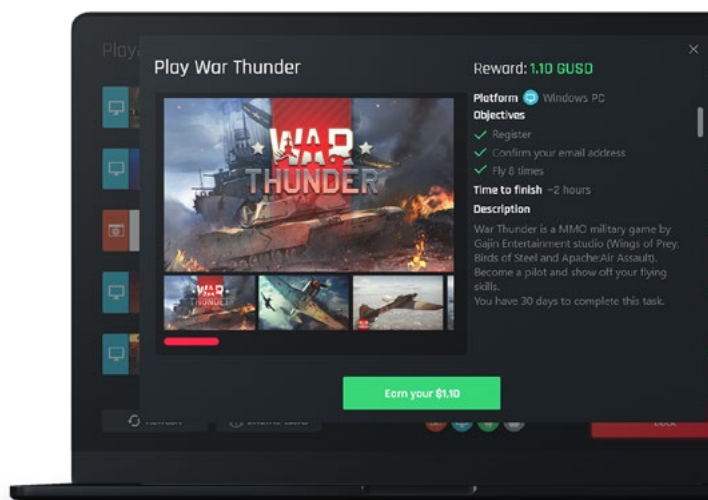 Play War Thunder
Reward: 1.10 GUSD
Platform Windows PC
Objectives
Register
Confirm your email address
Fly 8 times
Time to finish ~2 hours
Description
War Thunder is a MMO military game by
Gajin Entertainment studio (Wings of Prey,
Birds of Steel and Apache:Air Assault).
Become a pilot and show off your flying
scills.
You have 30 days to complete this task.
WAR
THUNDER
WAR
THUNDER
Earn your $1.10